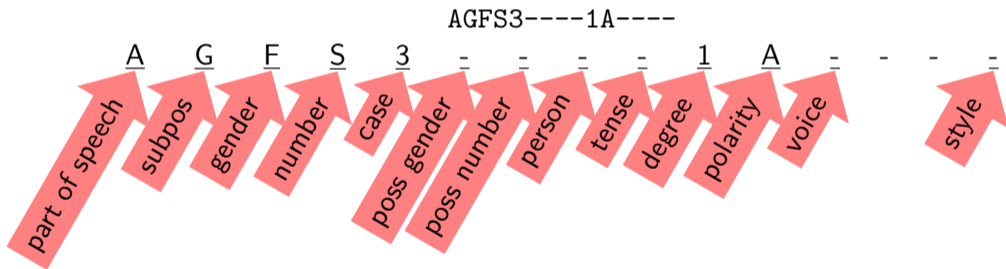 AGFS3----1A----
A G F S 3 - - - - 1 A - - - -
part of speech
subpos
gender
number
case
poss gender
poss number
person
tense
degree
polarity
voice
style